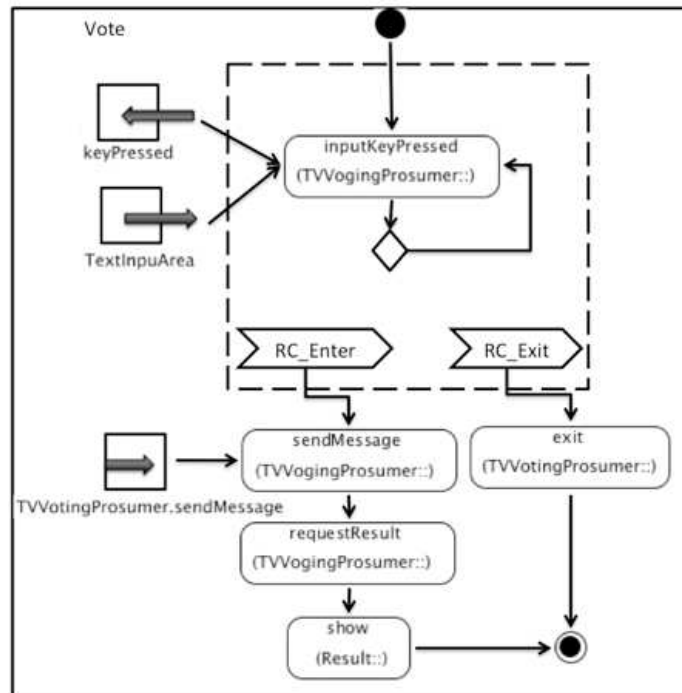 Vote
keyPressed
inputKeyPressed
(TVVogingProsumer::)
TextInpuArea
RC_Enter
RC_Exit
sendMessage
(TVVogingProsumer::)
exit
(TVVotingProsumer::)
TVVotingProsumer.sendMessage
requestResult
(TVVogingProsumer::)
show
(Result::)